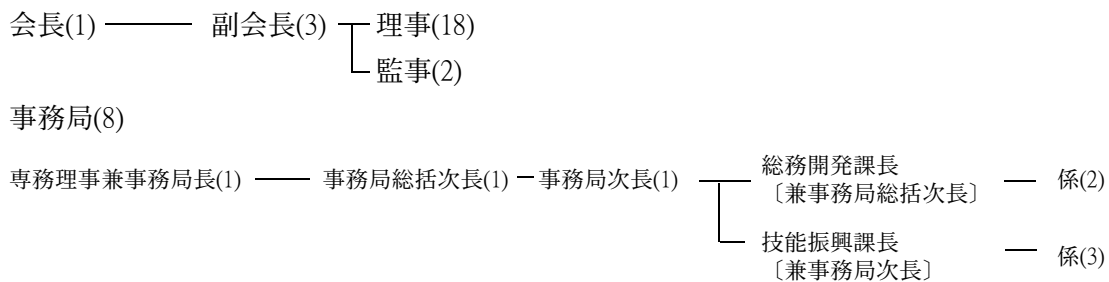 会長(1) 副会長(3) 理事(18)
監事(2)
事務局(8)
専務理事兼事務局長(1) 事務局総括次長(1) 事務局次長(1) 総務開発課長
〔兼事務局総括次長〕 係(2)
技能振興課長
〔兼事務局次長〕 係(3)